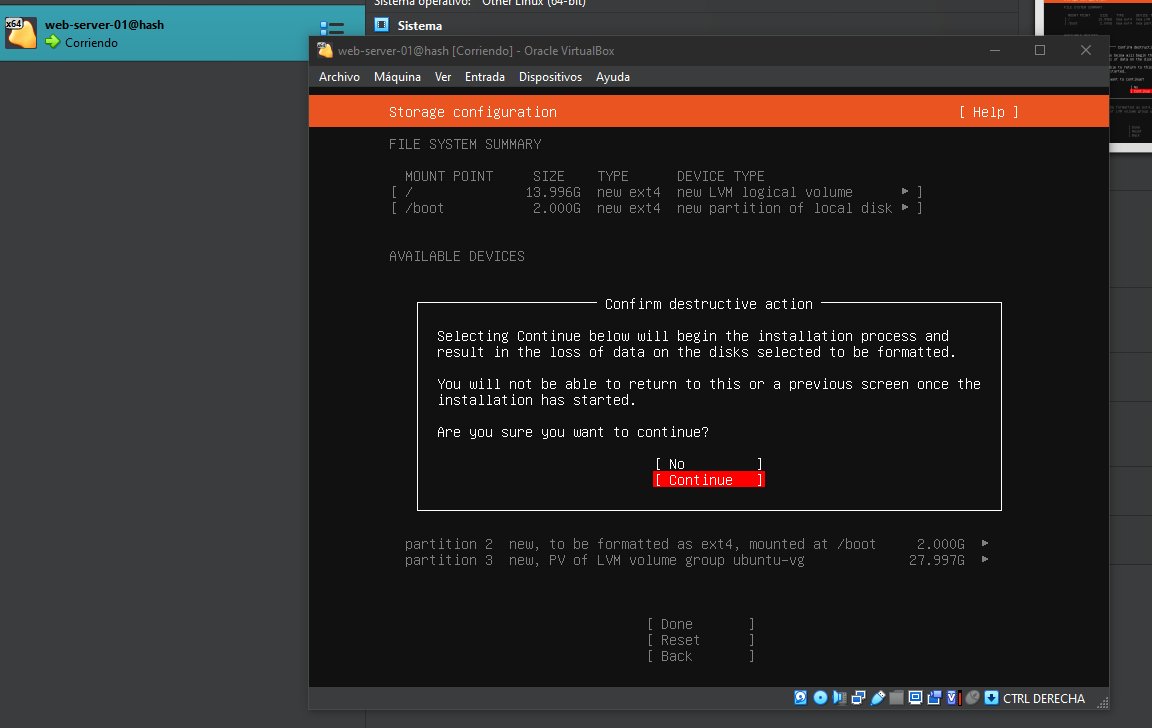 Sistema operativo: Other Linux (64-bit)
x64
web-server-01@hash
Corriendo
Sistema
web-server-01@hash [Corriendo] - Oracle VirtualBox
Archivo Máquina Ver Entrada Dispositivos Ayuda
Storage configuration [ Help ]
FILE SYSTEM SUMMARY
MOUNT POINT SIZE TYPE DEVICE TYPE
[ / 13.996G new ext4 new LVM logical volume ▸ ]
[ /boot 2.000G new ext4 new partition of local disk ▸ ]
AVAILABLE DEVICES
Confirm destructive action
Selecting Continue below will begin the installation process and
result in the loss of data on the disks selected to be formatted.
You will not be able to return to this or a previous screen once the
installation has started.
Are you sure you want to continue?
[ No ]
[ Continue ]
partition 2 new, to be formatted as ext4, mounted at /boot 2.000G ▸
partition 3 new, PV of LVM volume group ubuntu-vg 27.997G ▸
[ Done ]
[ Reset ]
[ Back ]
CTRL DERECHA